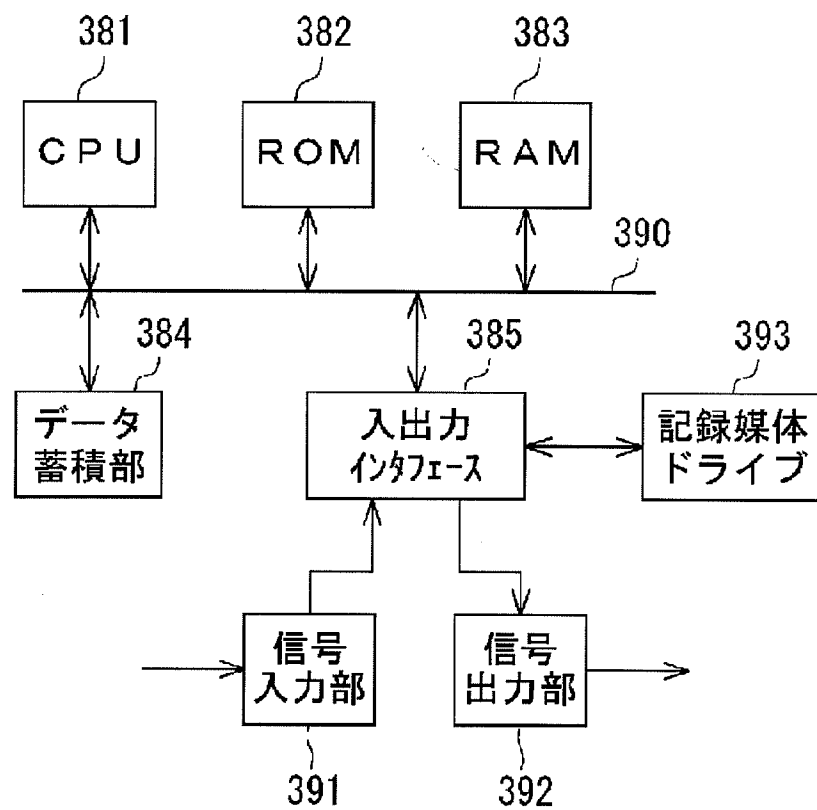 381
382
383
CPU
ROM
RAM
390
384
385
393
データ
蓄積部
入出力
インタフェース
記録媒体
ドライブ
信号
入力部
信号
出力部
391
392